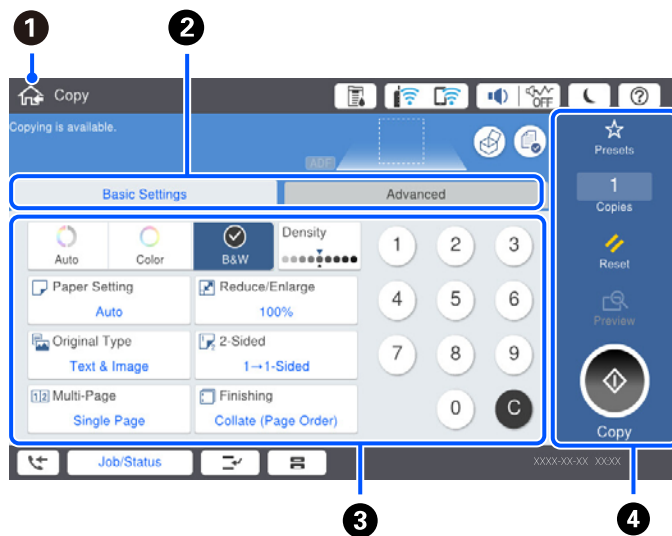 1
2
Copy
OFF
?
Copying is available.
ADF
Presets
Basic Settings
Advanced
1
Copies
Auto
Color
B&W
Density
1
2
3
Reset
Paper Setting
Auto
Reduce/Enlarge
100%
4
5
6
Preview
Original Type
Text & Image
2-Sided
1→1-Sided
7
8
9
12 Multi-Page
Single Page
Finishing
Collate (Page Order)
0
C
Copy
Job/Status
XXXX-XX-XX XX:XX
3
4